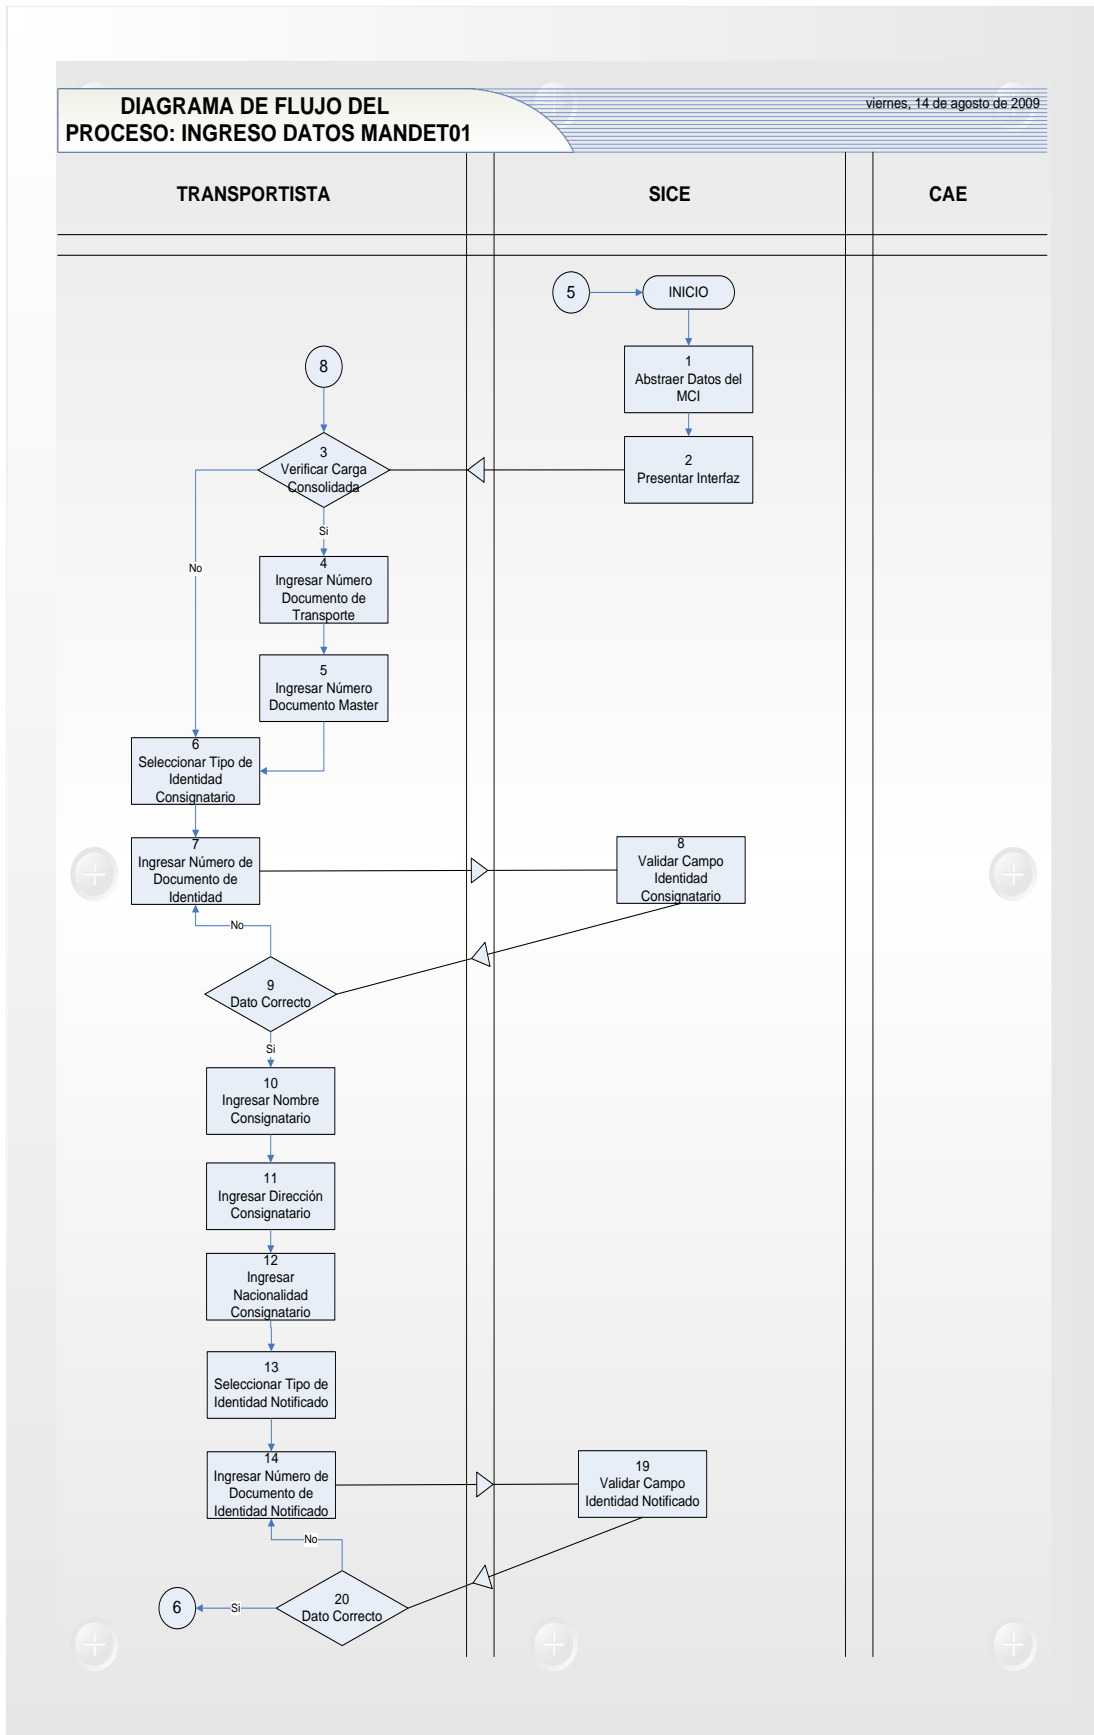 DIAGRAMA DE FLUJO DEL
PROCESO: INGRESO DATOS MANDET01
viernes, 14 de agosto de 2009
TRANSPORTISTA
SICE
CAE
5
INICIO
1
Abstraer Datos del
MCI
8
3
Verificar Carga
Consolidada
2
Presentar Interfaz
Si
No
4
Ingresar Número
Documento de
Transporte
5
Ingresar Número
Documento Master
6
Seleccionar Tipo de
Identidad
Consignatario
7
Ingresar Número de
Documento de
Identidad
8
Validar Campo
Identidad
Consignatario
No
9
Dato Correcto
Si
10
Ingresar Nombre
Consignatario
11
Ingresar Dirección
Consignatario
12
Ingresar
Nacionalidad
Consignatario
13
Seleccionar Tipo de
Identidad Notificado
14
Ingresar Número de
Documento de
Identidad Notificado
19
Validar Campo
Identidad Notificado
No
20
Dato Correcto
Si
6